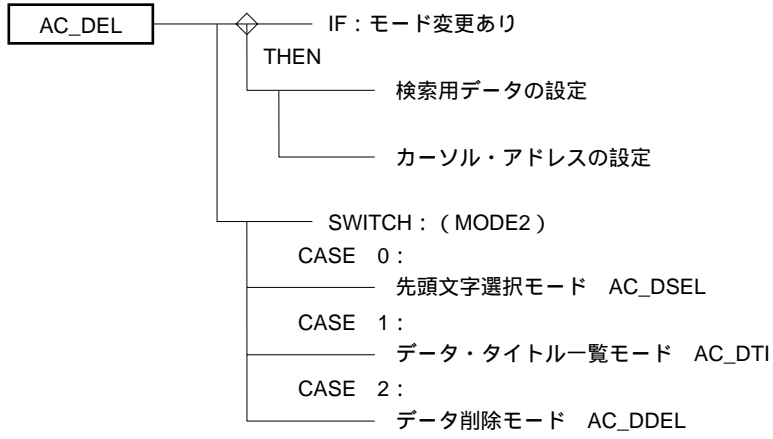 AC_DEL
IF：モード変更あり
THEN
検索用データの設定
カーソル・アドレスの設定
SWITCH：（MODE2）
CASE 0：
先頭文字選択モード AC_DSEL
CASE 1：
データ・タイトル一覧モード AC_DTI
CASE 2：
データ削除モード AC_DDEL